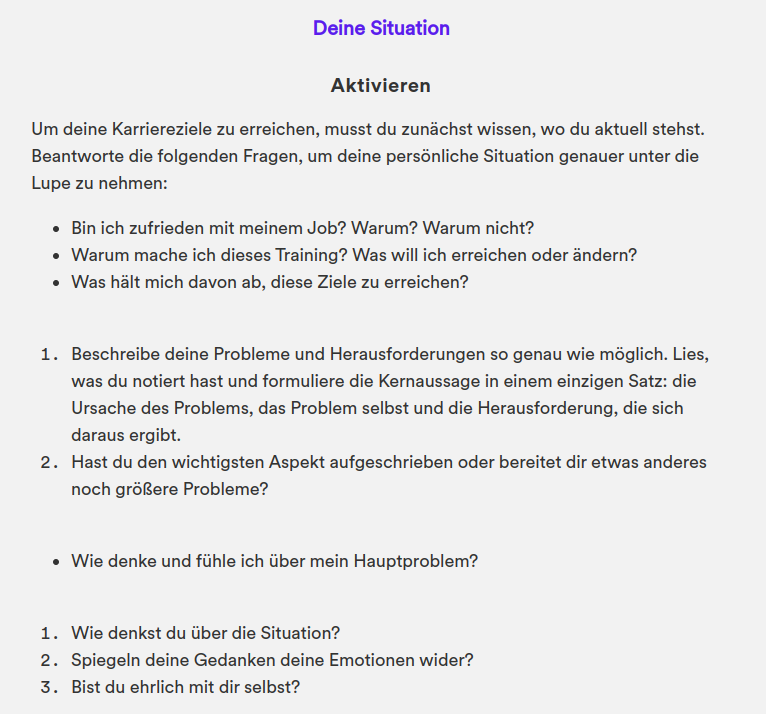 Deine Situation
Aktivieren
Um deine Karriereziele zu erreichen, musst du zunächst wissen, wo du aktuell stehst.
Beantworte die folgenden Fragen, um deine persönliche Situation genauer unter die
Lupe zu nehmen:
• Bin ich zufrieden mit meinem Job? Warum? Warum nicht?
• Warum mache ich dieses Training? Was will ich erreichen oder ändern?
• Was hält mich davon ab, diese Ziele zu erreichen?
1. Beschreibe deine Probleme und Herausforderungen so genau wie möglich. Lies,
was du notiert hast und formuliere die Kernaussage in einem einzigen Satz: die
Ursache des Problems, das Problem selbst und die Herausforderung, die sich
daraus ergibt.
2. Hast du den wichtigsten Aspekt aufgeschrieben oder bereitet dir etwas anderes
noch größere Probleme?
• Wie denke und fühle ich über mein Hauptproblem?
1. Wie denkst du über die Situation?
2. Spiegeln deine Gedanken deine Emotionen wider?
3. Bist du ehrlich mit dir selbst?